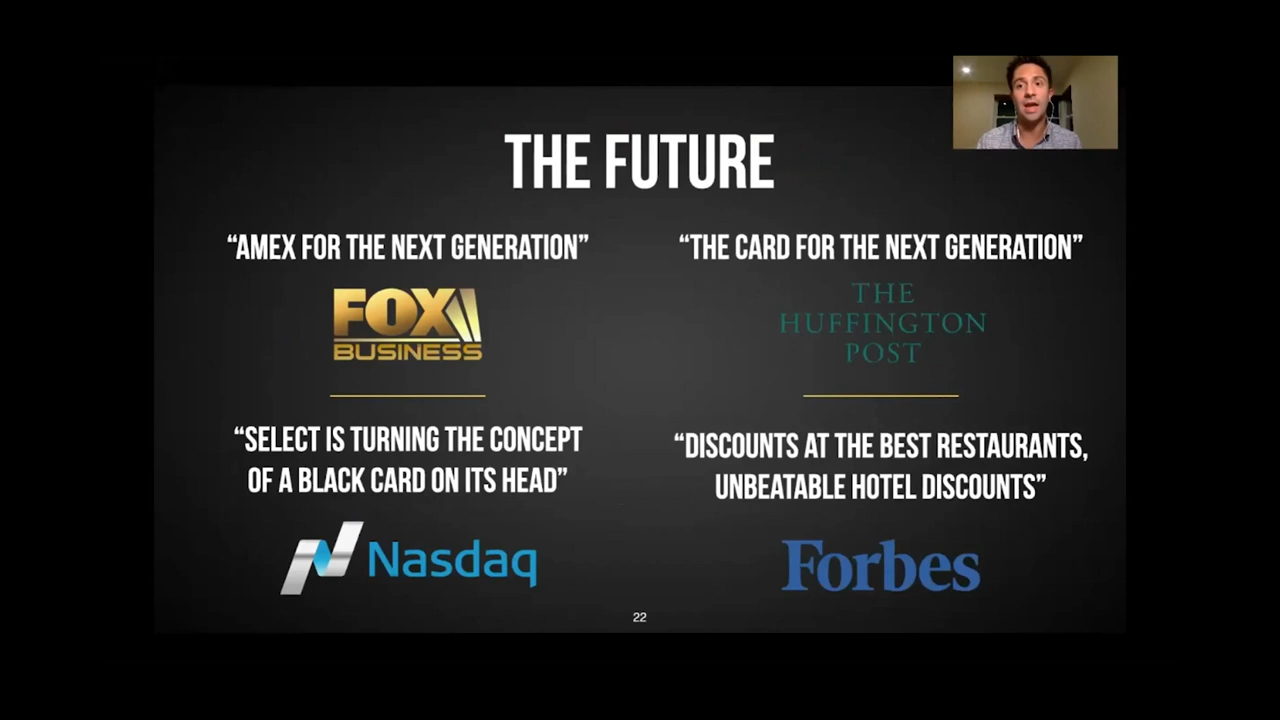 THE FUTURE
“AMEX FOR THE NEXT GENERATION”
FOX
BUSINESS
“THE CARD FOR THE NEXT GENERATION”
THE
HUFFINGTON
POST
“SELECT IS TURNING THE CONCEPT
OF A BLACK CARD ON ITS HEAD”
Nasdaq
“DISCOUNTS AT THE BEST RESTAURANTS,
UNBEATABLE HOTEL DISCOUNTS”
Forbes
22